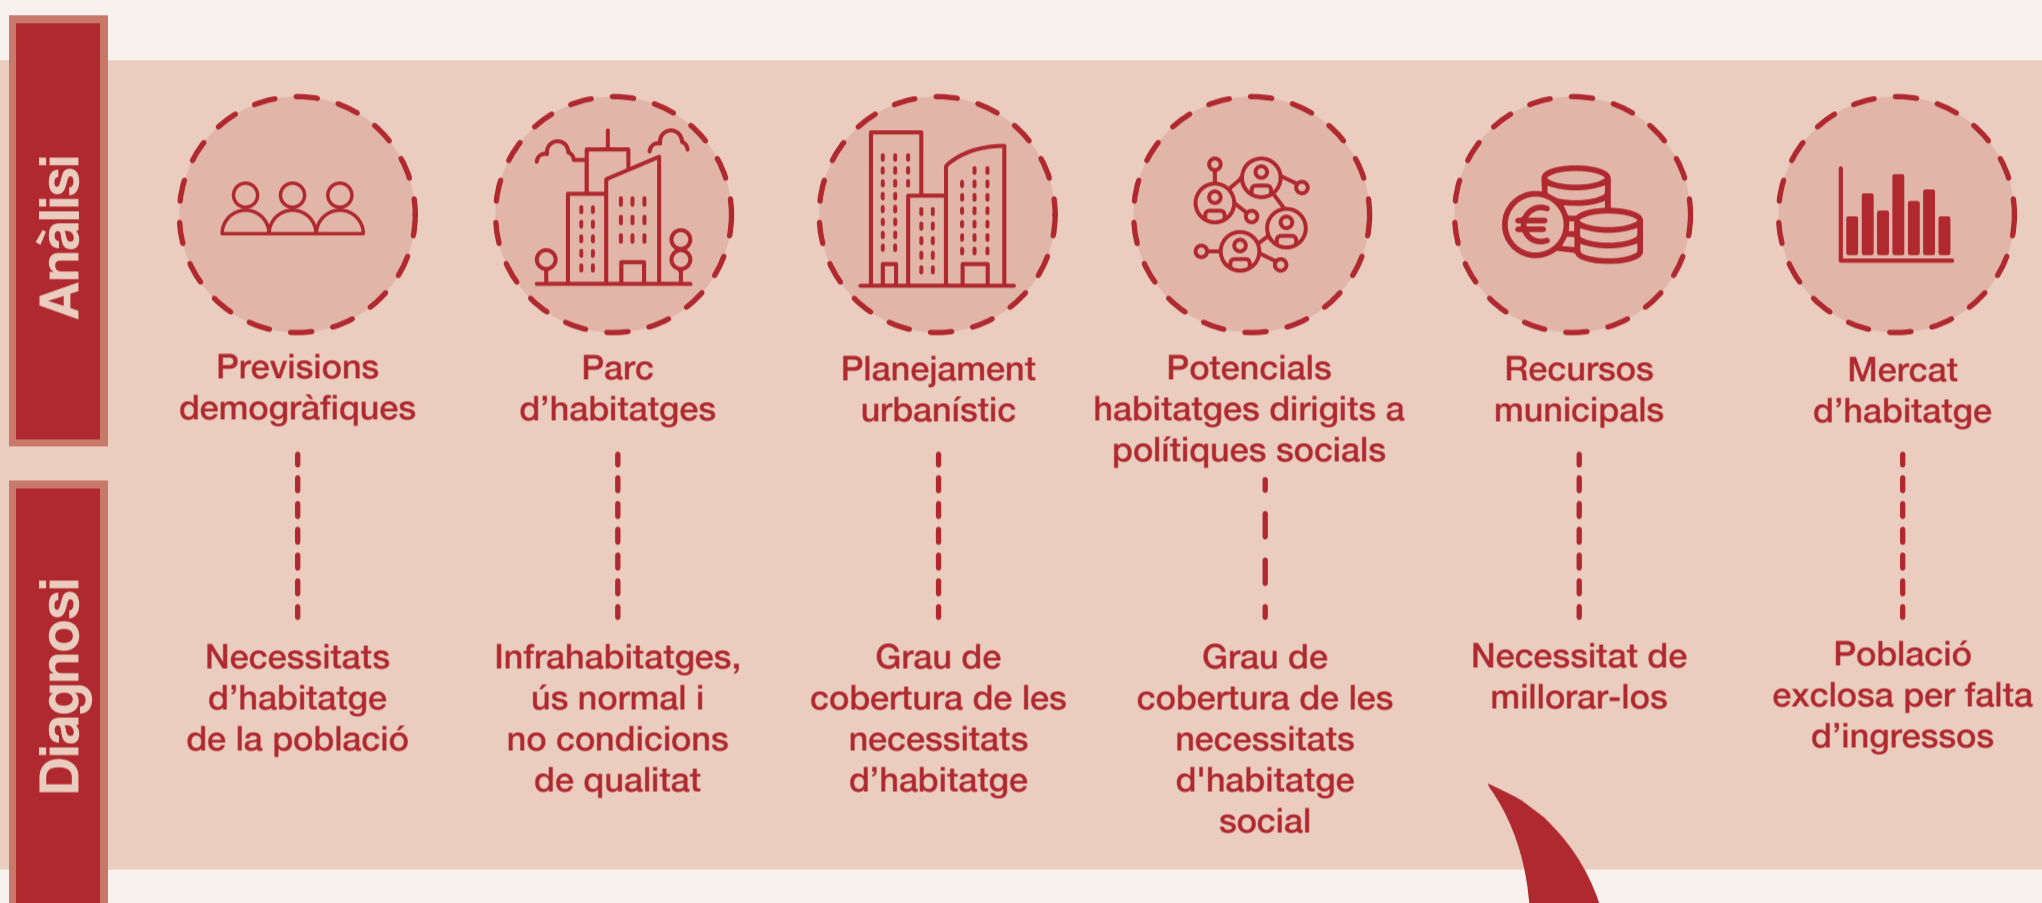 Anàlisi
Previsions
demogràfiques
Parc
d’habitatges
Planejament
urbanístic
Potencials
habitatges dirigits a
polítiques socials
Recursos
municipals
Mercat
d’habitatge
Diagnosi
Necessitats
d’habitatge
de la població
Infrahabitatges,
ús normal i
no condicions
de qualitat
Grau de
cobertura de les
necessitats
d’habitatge
Grau de
cobertura de les
necessitats
d'habitatge
social
Necessitat de
millorar-los
Població
exclosa per falta
d’ingressos